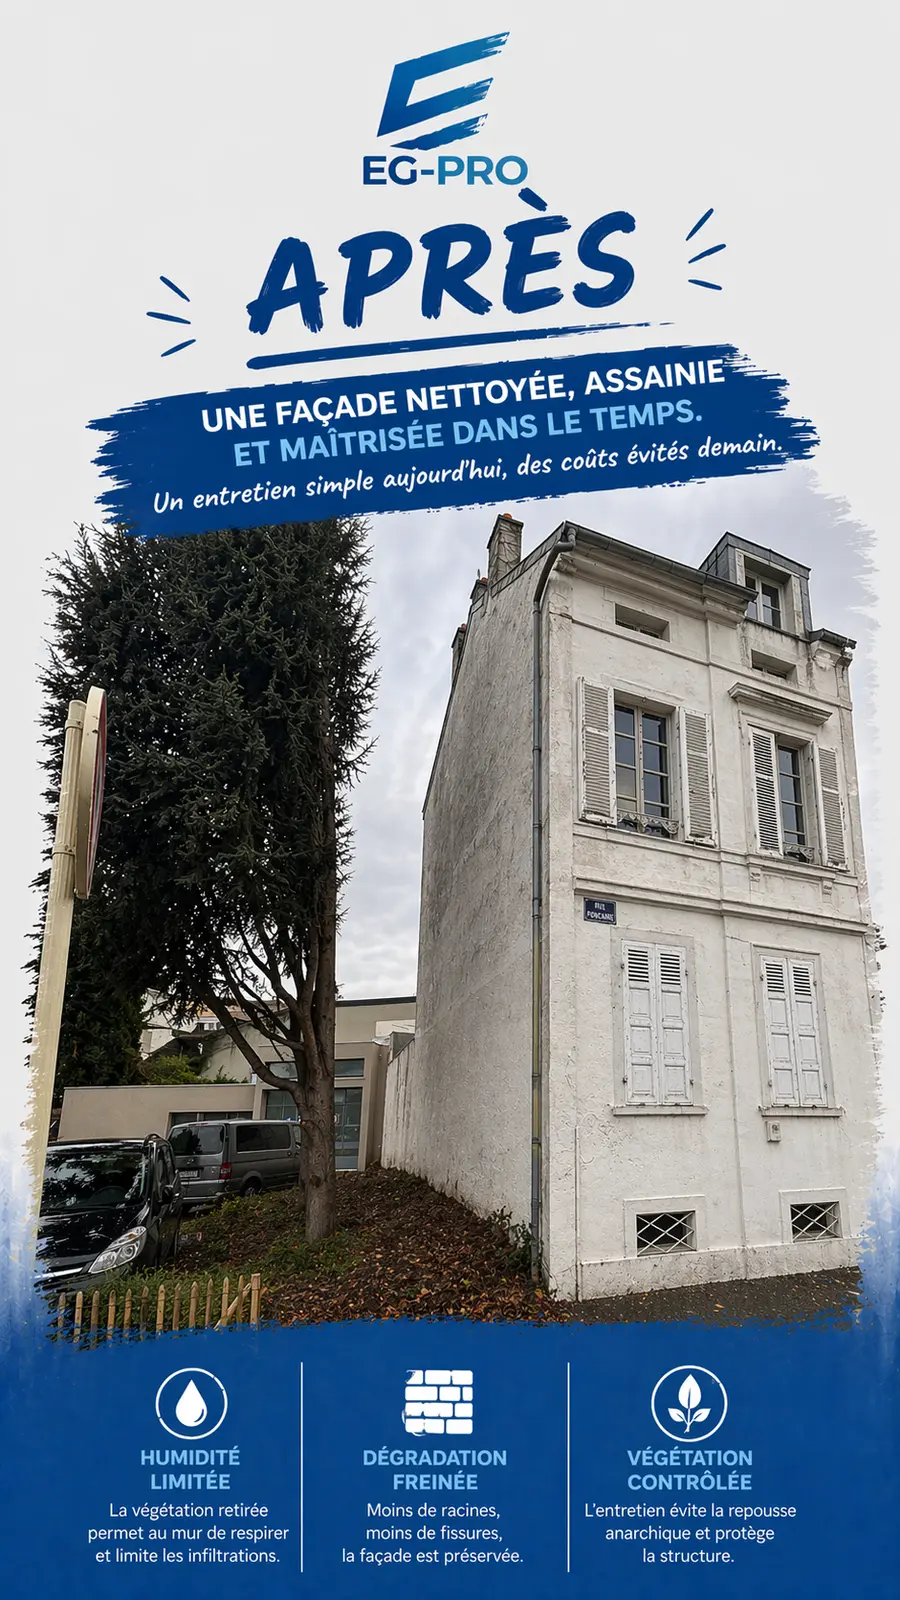 EG-PRO
APRÈS
UNE FAÇADE NETTOYÉE, ASSAINIE
ET MAÎTRISÉE DANS LE TEMPS.
Un entretien simple aujourd'hui, des coûts évités demain.
RUE
HUMIDITÉ
LIMITÉE
La végétation retirée
permet au mur de respirer
et limite les infiltrations.
DÉGRADATION
FREINÉE
Moins de racines,
moins de fissures,
la façade est préservée.
VÉGÉTATION
CONTRÔLÉE
L'entretien évite la repousse
anarchique et protège
la structure.